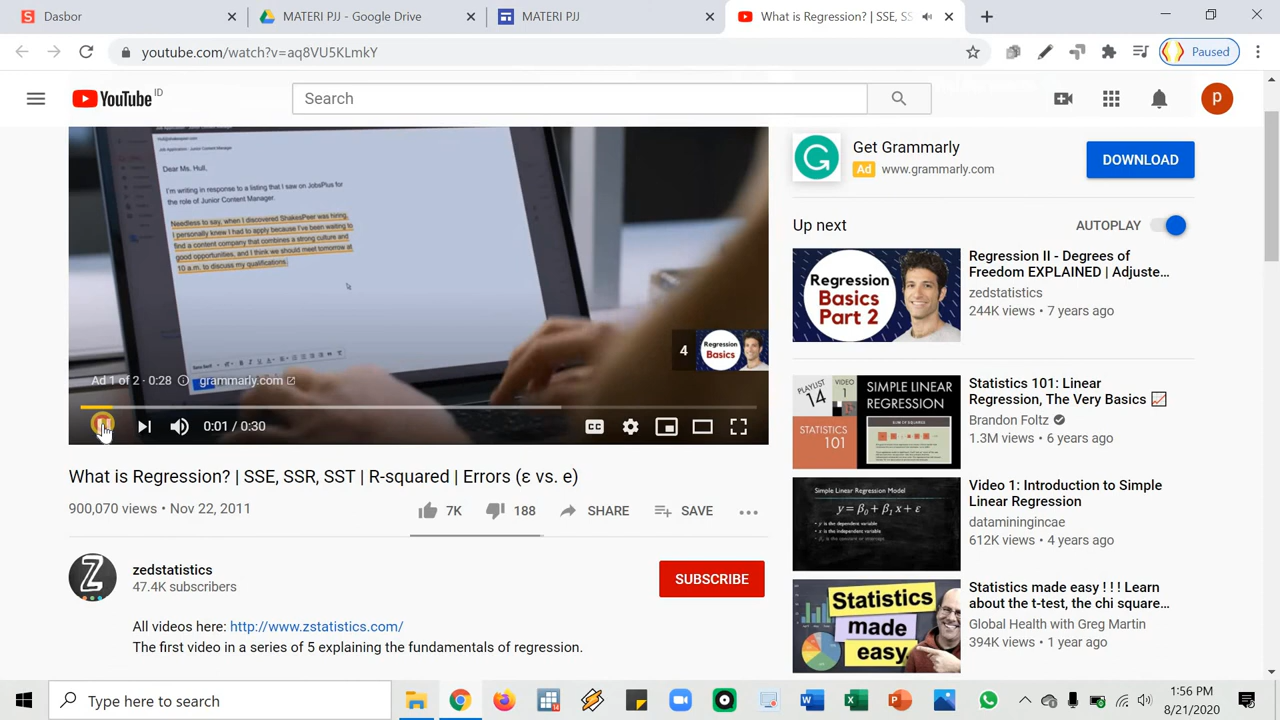 Dasbor
MATERI PJJ - Google Drive
MATERI PJJ
What is Regression? | SSE, SS
youtube.com/watch?v=aq8VU5KLmkY
Paused
YouTube ID
Search
P
Job Application - Junior Content Manager
Dear Ms. Hull,
I'm writing in response to a listing that I saw on JobsPlus for
the role of Junior Content Manager.
Needless to say, when I discovered ShakesPeer was hiring,
I personally knew I had to apply because I've been waiting to
find a content company that combines a strong culture and
good opportunities, and I think we should meet tomorrow at
10 a.m. to discuss my qualifications.
4
Regression
Basics
Ad 1 of 2 · 0:28 grammarly.com
0:01 / 0:30
CC
What is Regression? | SSE, SSR, SST | R-squared | Errors (ε vs. e)
900,070 views • Nov 22, 2011
7K
188
SHARE
SAVE
Z
zedstatistics
47.4K subscribers
SUBSCRIBE
All videos here: http://www.zstatistics.com/
The first video in a series of 5 explaining the fundamentals of regression.
Get Grammarly
Ad www.grammarly.com
DOWNLOAD
Up next
AUTOPLAY
Regression
Basics
Part 2
Regression II - Degrees of
Freedom EXPLAINED | Adjuste...
zedstatistics
244K views • 7 years ago
PLAYLIST
14
VIDEO
1
STATISTICS
101
SIMPLE LINEAR
REGRESSION
Statistics 101: Linear
Regression, The Very Basics 📈
Brandon Foltz
1.3M views • 6 years ago
Simple Linear Regression Model
y = β0 + β1x + ε
Video 1: Introduction to Simple
Linear Regression
dataminingincae
612K views • 4 years ago
Statistics
made
easy
Statistics made easy ! ! ! Learn
about the t-test, the chi square...
Global Health with Greg Martin
394K views • 1 year ago
Type here to search
1:56 PM
8/21/2020